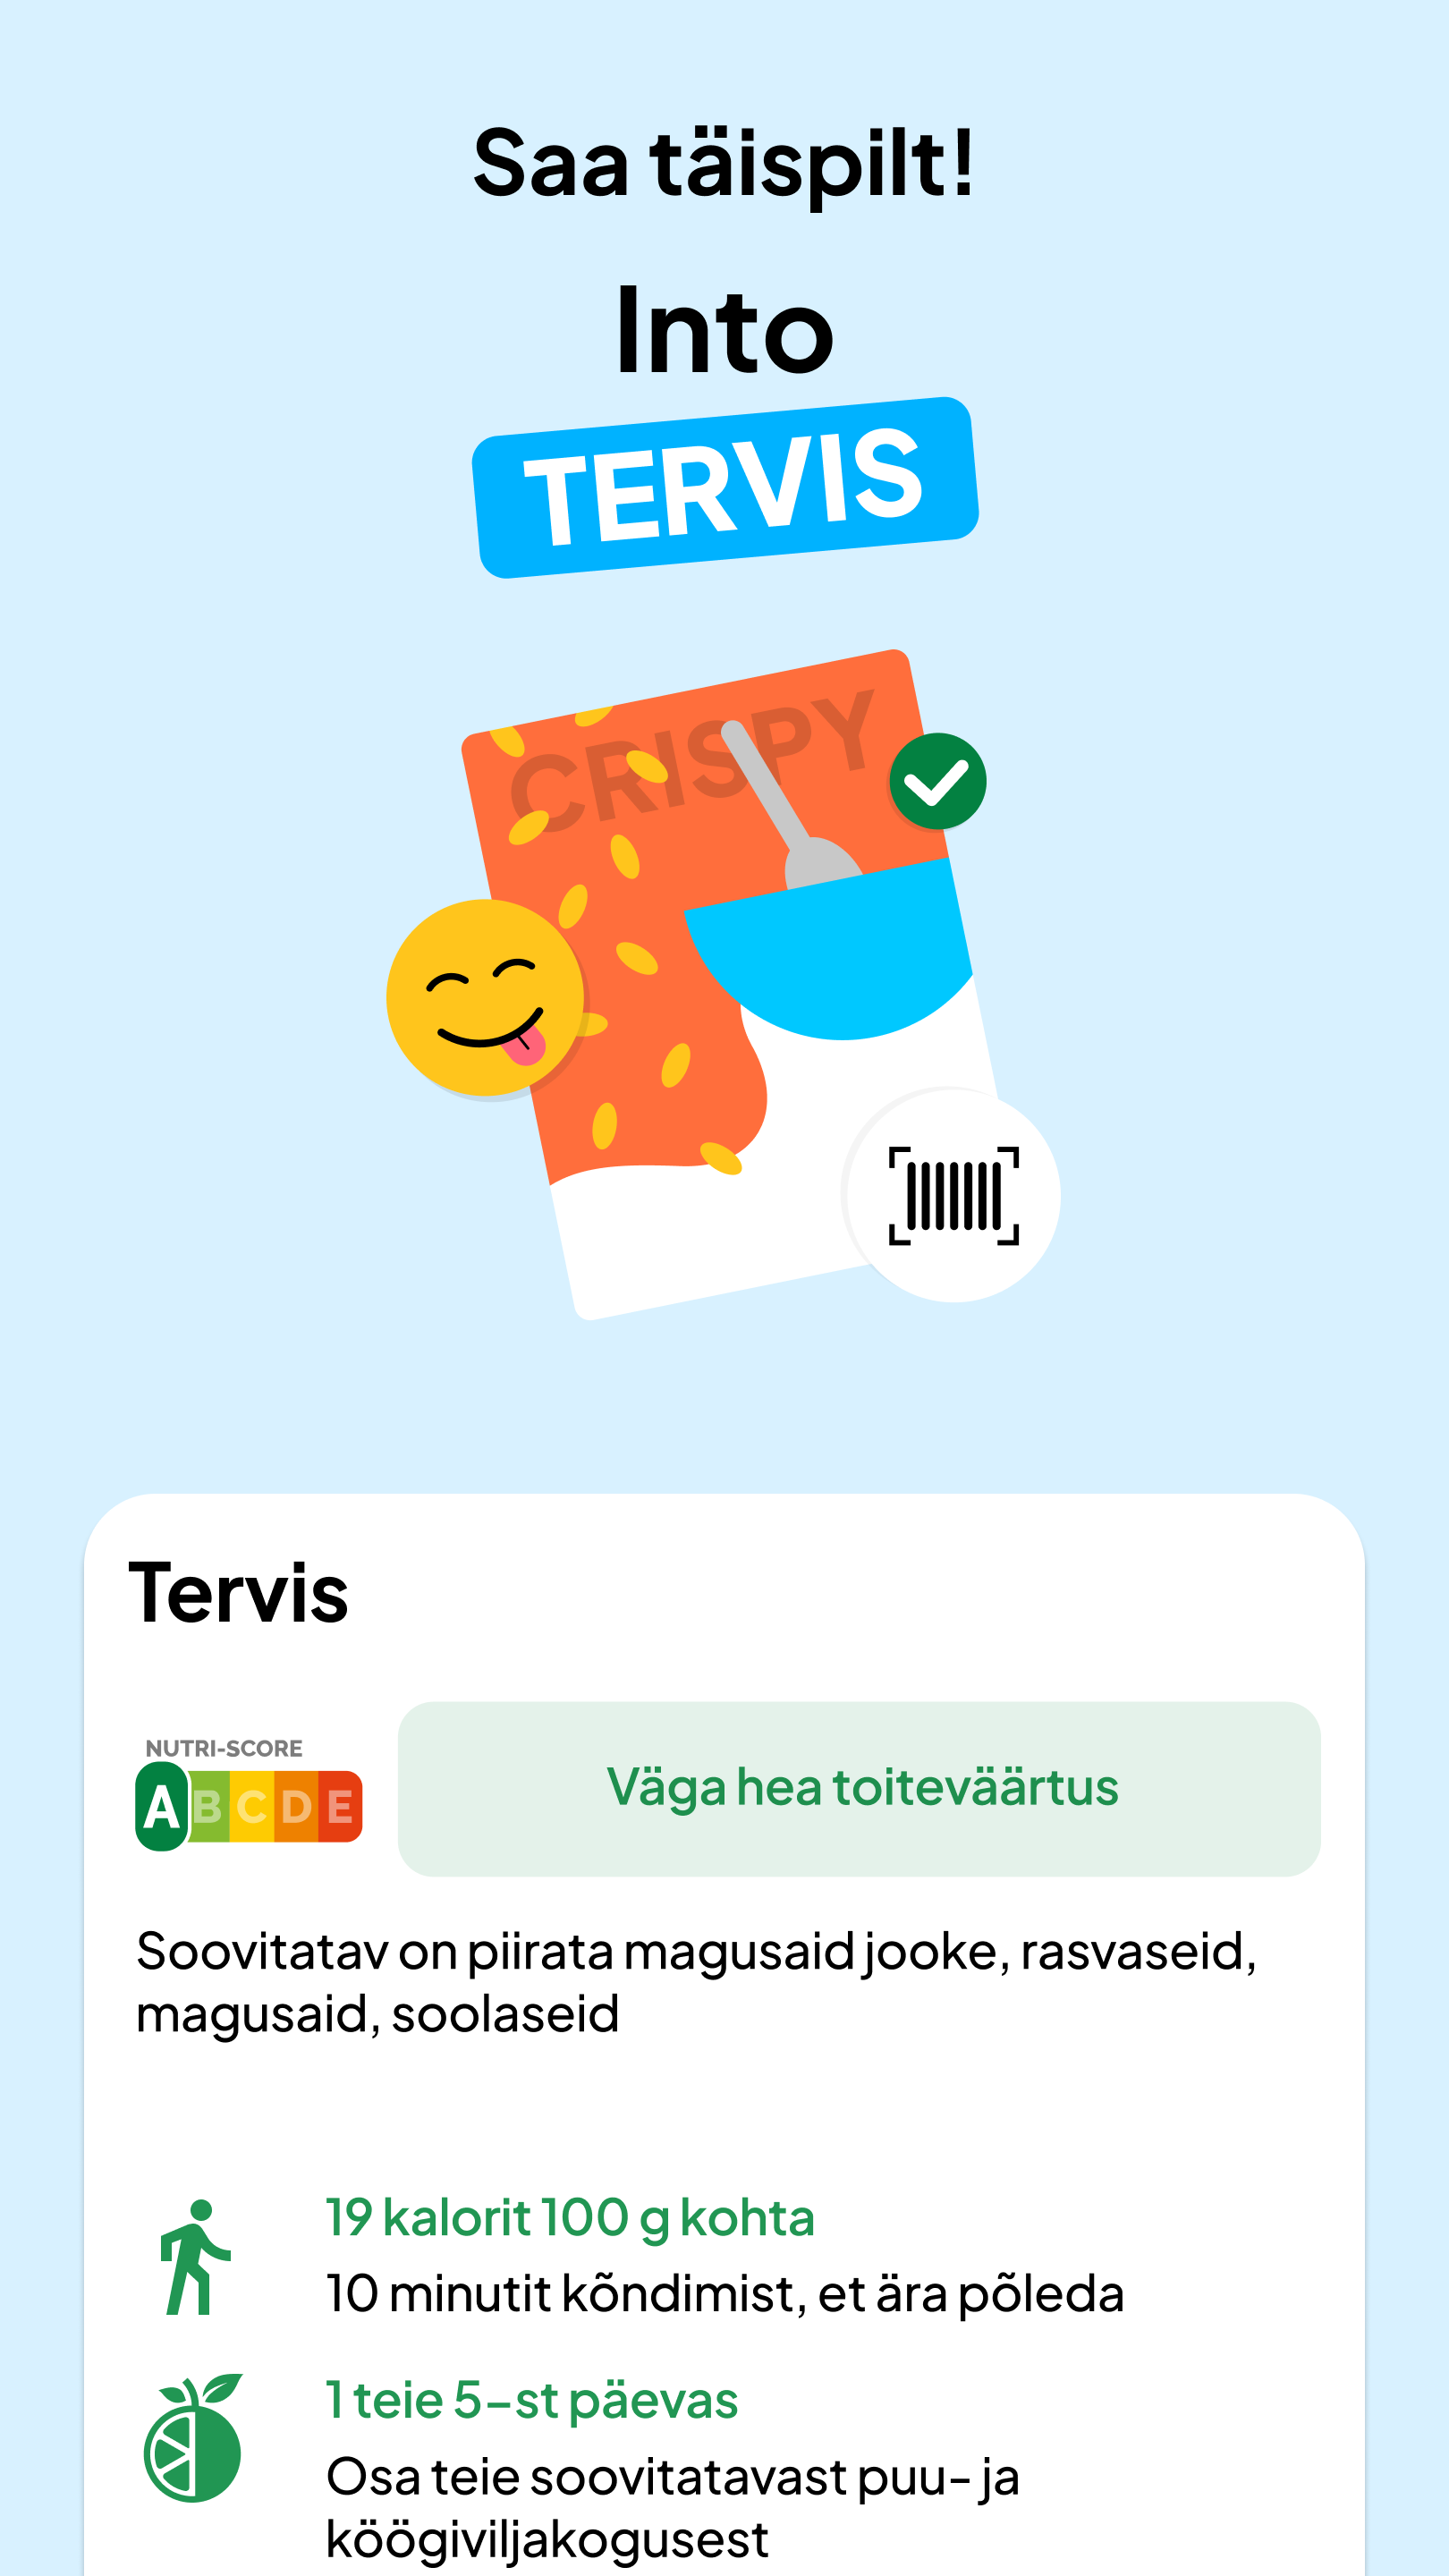 Saa täispilt!
Into
TERVIS
CRISPY
Tervis
NUTRI-SCORE
A B C D E
Väga hea toiteväärtus
Soovitatav on piirata magusaid jooke, rasvaseid,
magusaid, soolaseid
19 kalorit 100 g kohta
10 minutit kõndimist, et ära põleda
1 teie 5-st päevas
Osa teie soovitatavast puu- ja
köögiviljakogusest